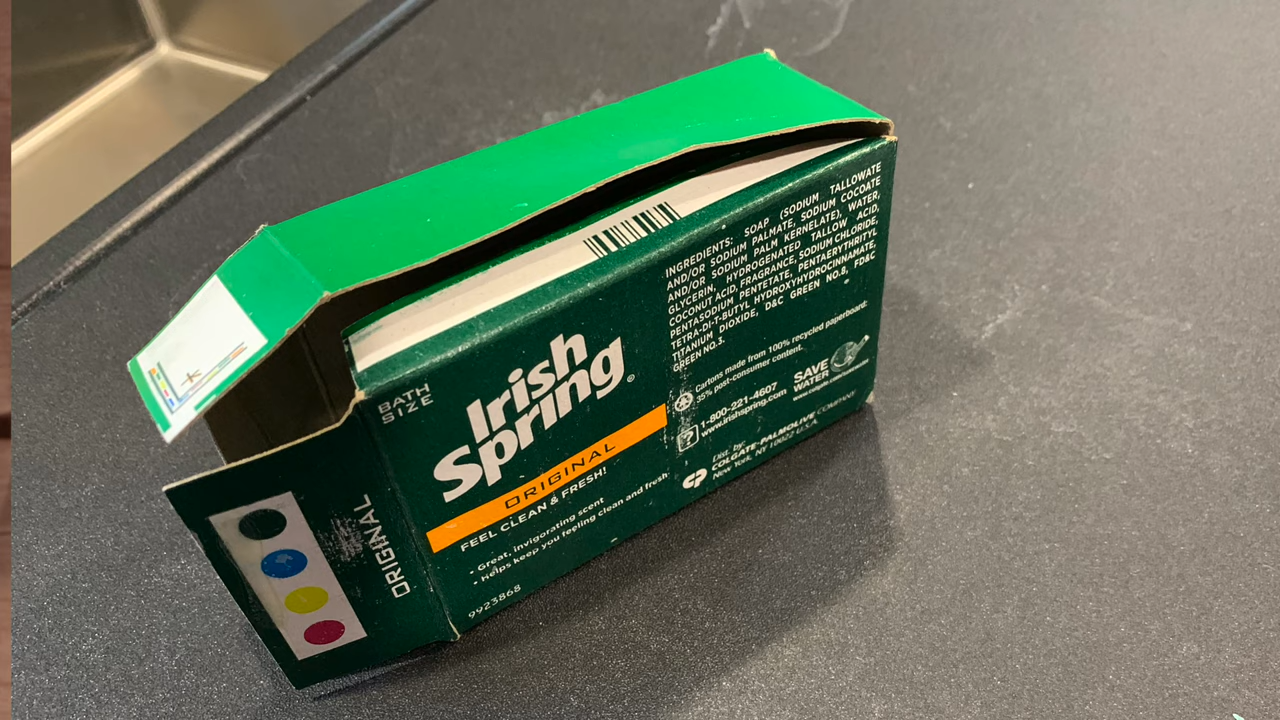 BATH
SIZE
Irish
Spring®
ORIGINAL
FEEL CLEAN & FRESH!
• Great, invigorating scent
• Helps keep you feeling clean and fresh
9923868
ORIGINAL
INGREDIENTS: SOAP (SODIUM TALLOWATE
AND/OR SODIUM PALMATE, SODIUM COCOATE
AND/OR SODIUM PALM KERNELATE), WATER,
GLYCERIN, HYDROGENATED TALLOW ACID,
COCONUT ACID, FRAGRANCE, SODIUM CHLORIDE,
PENTASODIUM PENTETATE, PENTAERYTHRITYL
TETRA-DI-T-BUTYL HYDROXYHYDROCINNAMATE,
TITANIUM DIOXIDE, D&C GREEN NO.8, FD&C
GREEN NO.3.
Cartons made from 100% recycled paperboard:
35% post-consumer content.
?
1-800-221-4607
www.irishspring.com
SAVE
WATER
CP
Dist. by:
COLGATE-PALMOLIVE COMPANY
New York, NY 10022 U.S.A.